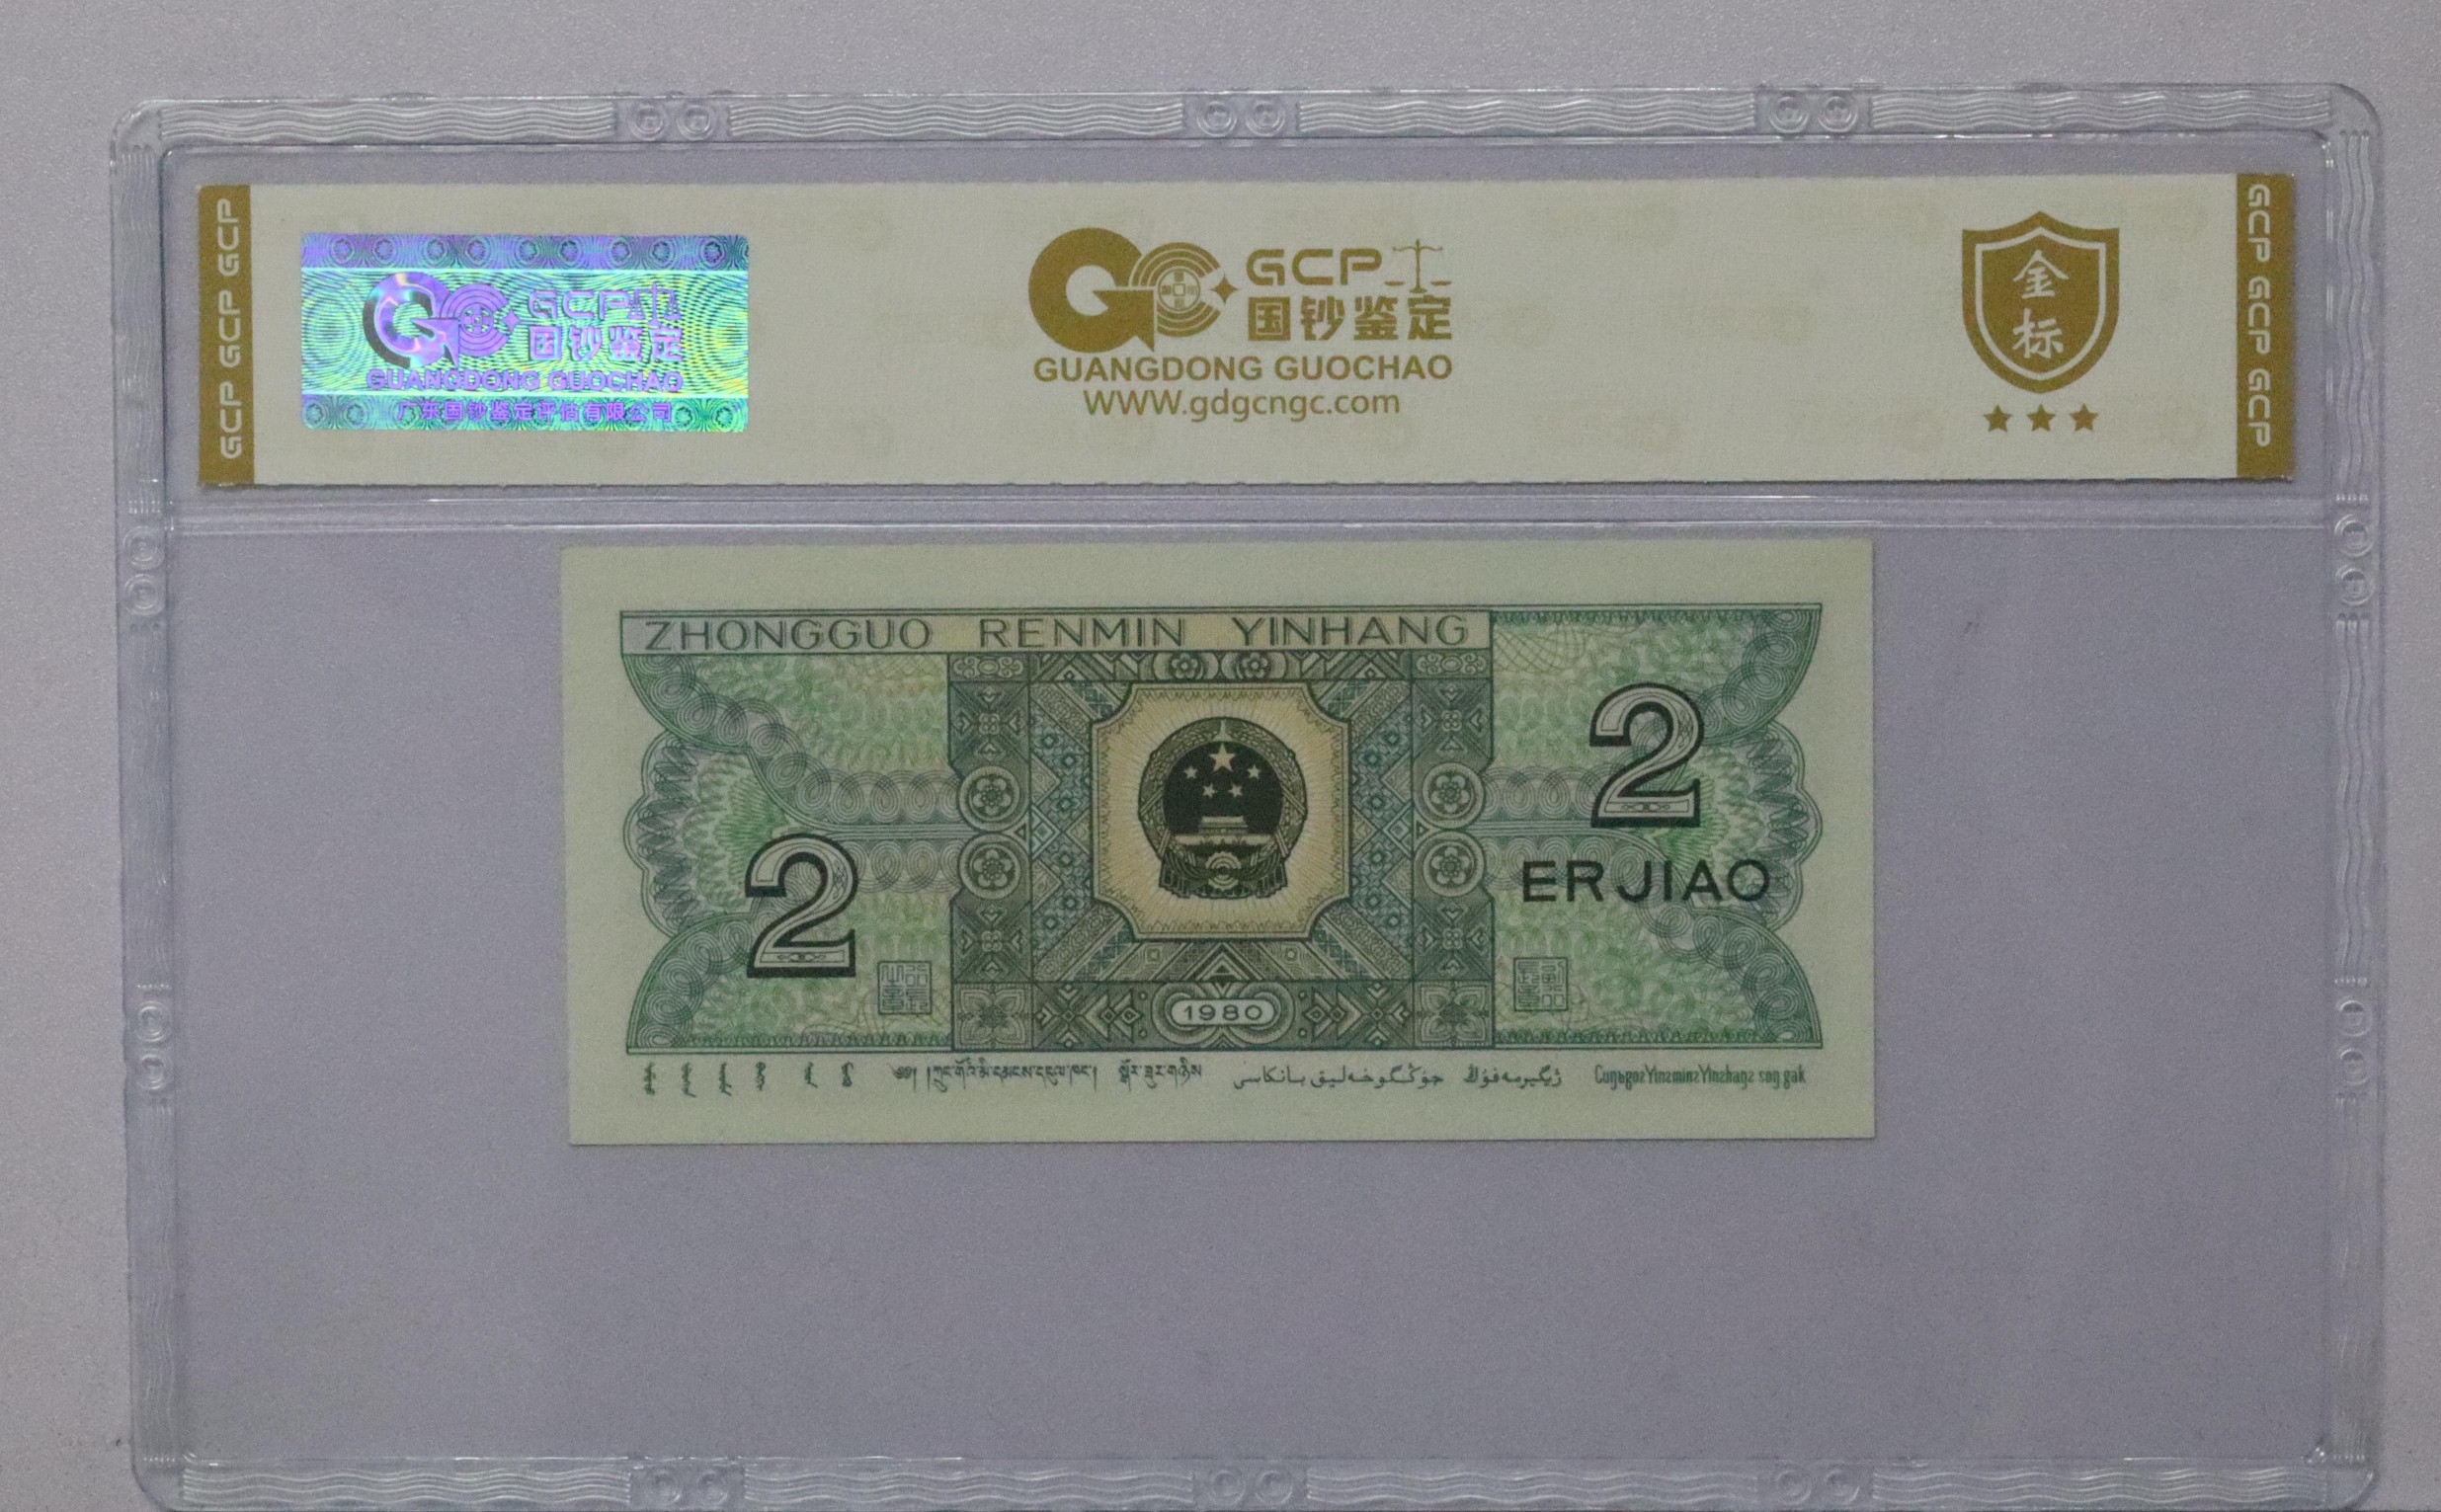 GCP GCP GCP
GCP
国钞鉴定
GUANGDONG GUOCHAO
广东国钞鉴定评估有限公司
GCP
国钞鉴定
GUANGDONG GUOCHAO
WWW.gdgcngc.com
金
标
GCP GCP GCP
ZHONGGUO RENMIN YINHANG
2
2
ERJIAO
1980